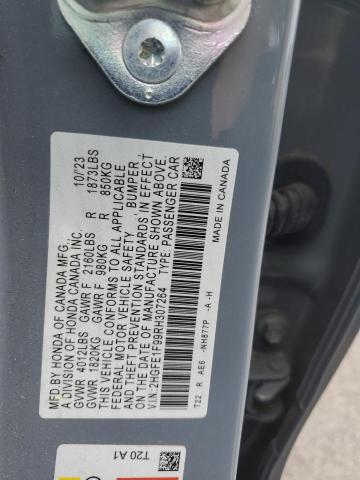 MFD.BY HONDA OF CANADA MFG. 10/23
A DIVISION OF HONDA CANADA INC.
GVWR 4012LBS GAWR F 2160LBS R 1873LBS
GVWR 1820KG GAWR F 980KG R 850KG
THIS VEHICLE CONFORMS TO ALL APPLICABLE
FEDERAL MOTOR VEHICLE SAFETY, BUMPER,
AND THEFT PREVENTION STANDARDS IN EFFECT
ON THE DATE OF MANUFACTURE SHOWN ABOVE.
V.I.N: 2HGFE1F99RH307264 TYPE: PASSENGER CAR
T22 R AE6 -NH877P -A -H
MADE IN CANADA
T20 A1